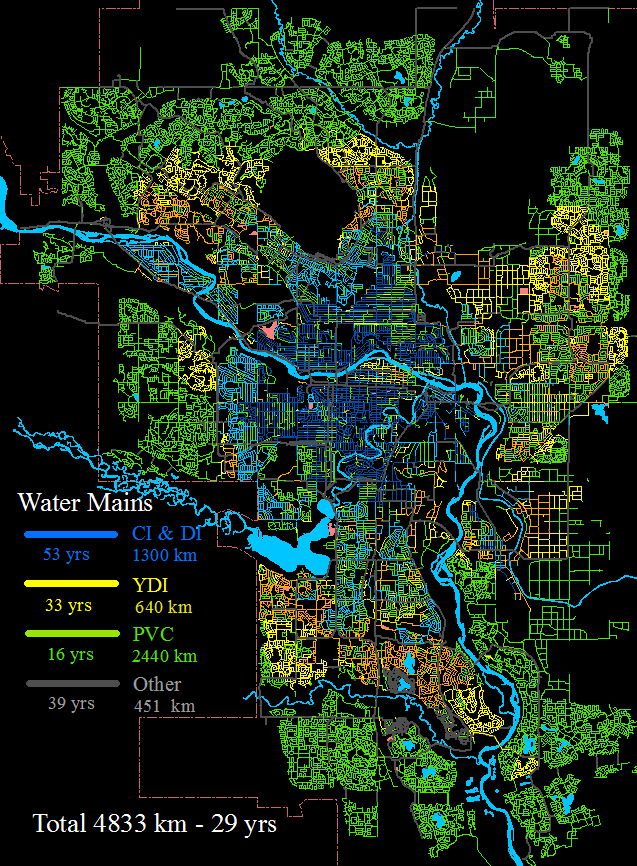 Water Mains
CI & DI
53 yrs 1300 km
YDI
33 yrs 640 km
PVC
16 yrs 2440 km
Other
39 yrs 451 km
Total 4833 km - 29 yrs